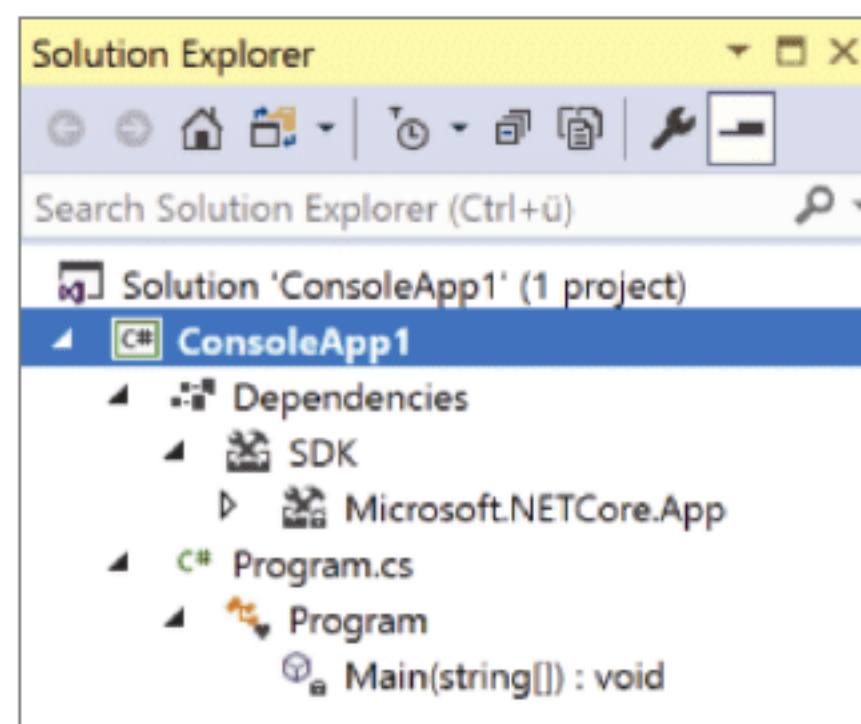 Solution Explorer
Search Solution Explorer (Ctrl+ü)
Solution 'ConsoleApp1' (1 project)
C# ConsoleApp1
Dependencies
SDK
Microsoft.NETCore.App
C# Program.cs
Program
Main(string[]) : void